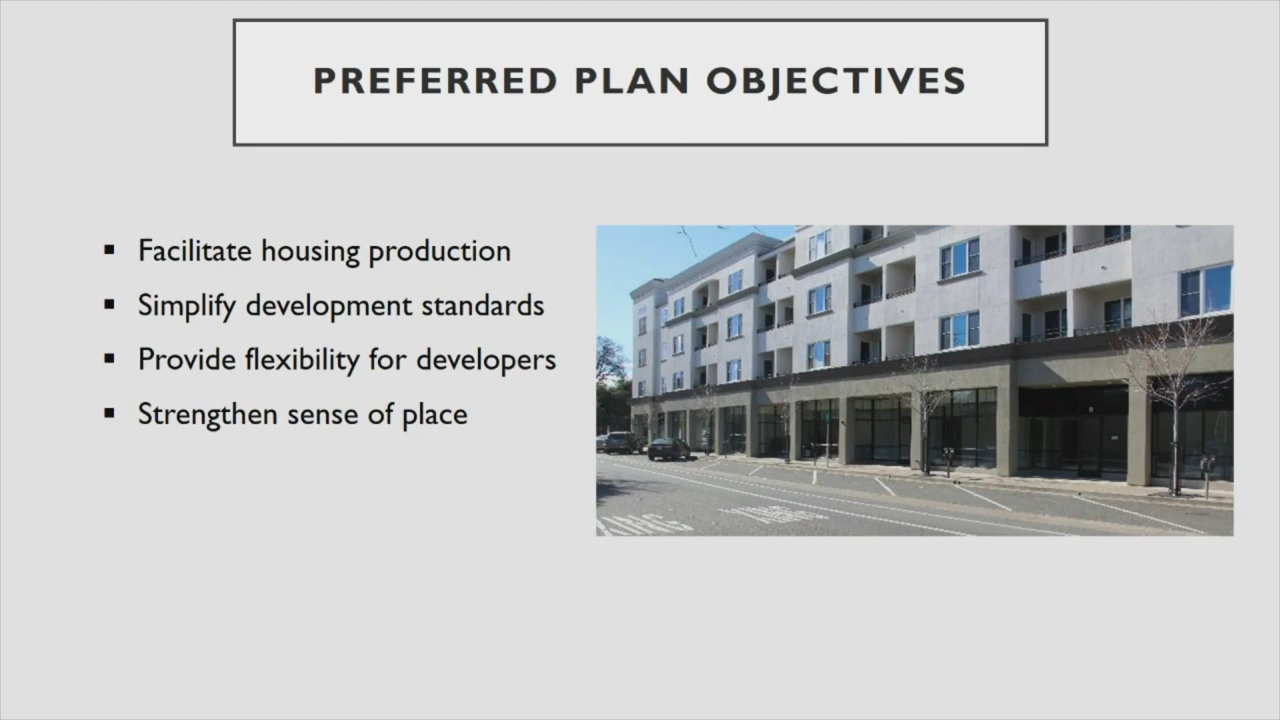 PREFERRED PLAN OBJECTIVES
▪ Facilitate housing production
▪ Simplify development standards
▪ Provide flexibility for developers
▪ Strengthen sense of place